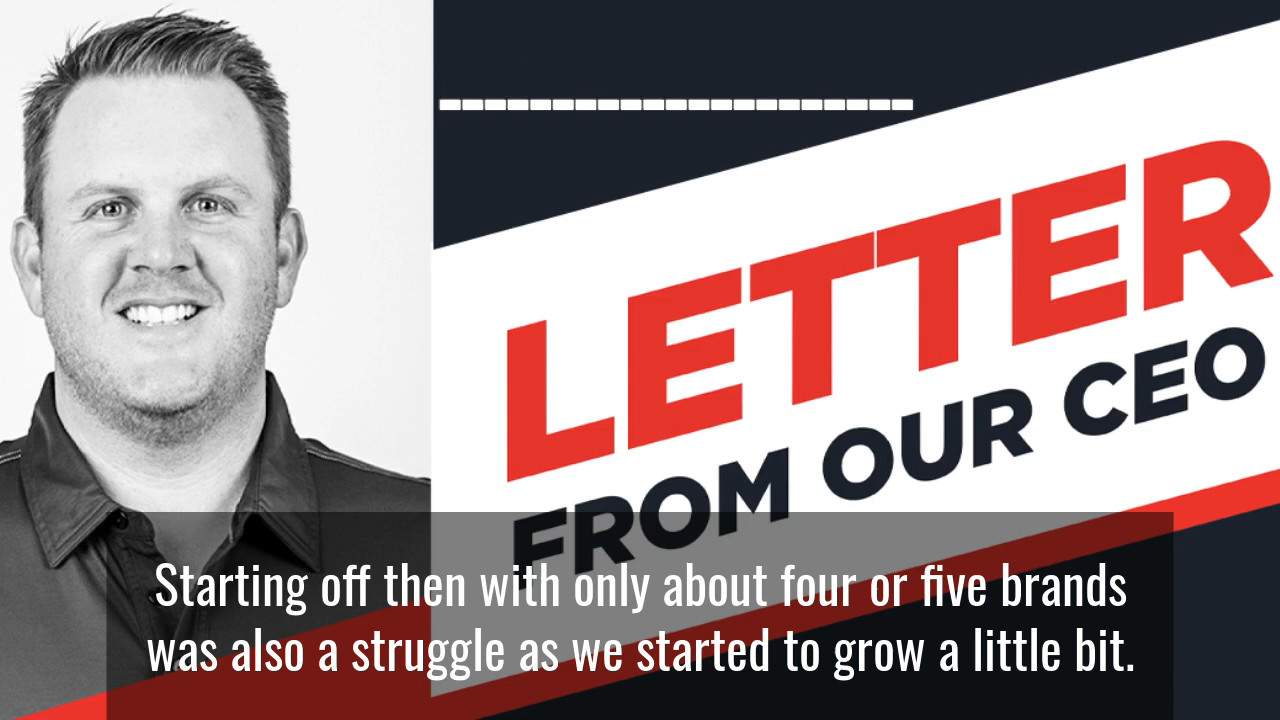 LETTER
FROM OUR CEO
Starting off then with only about four or five brands
was also a struggle as we started to grow a little bit.